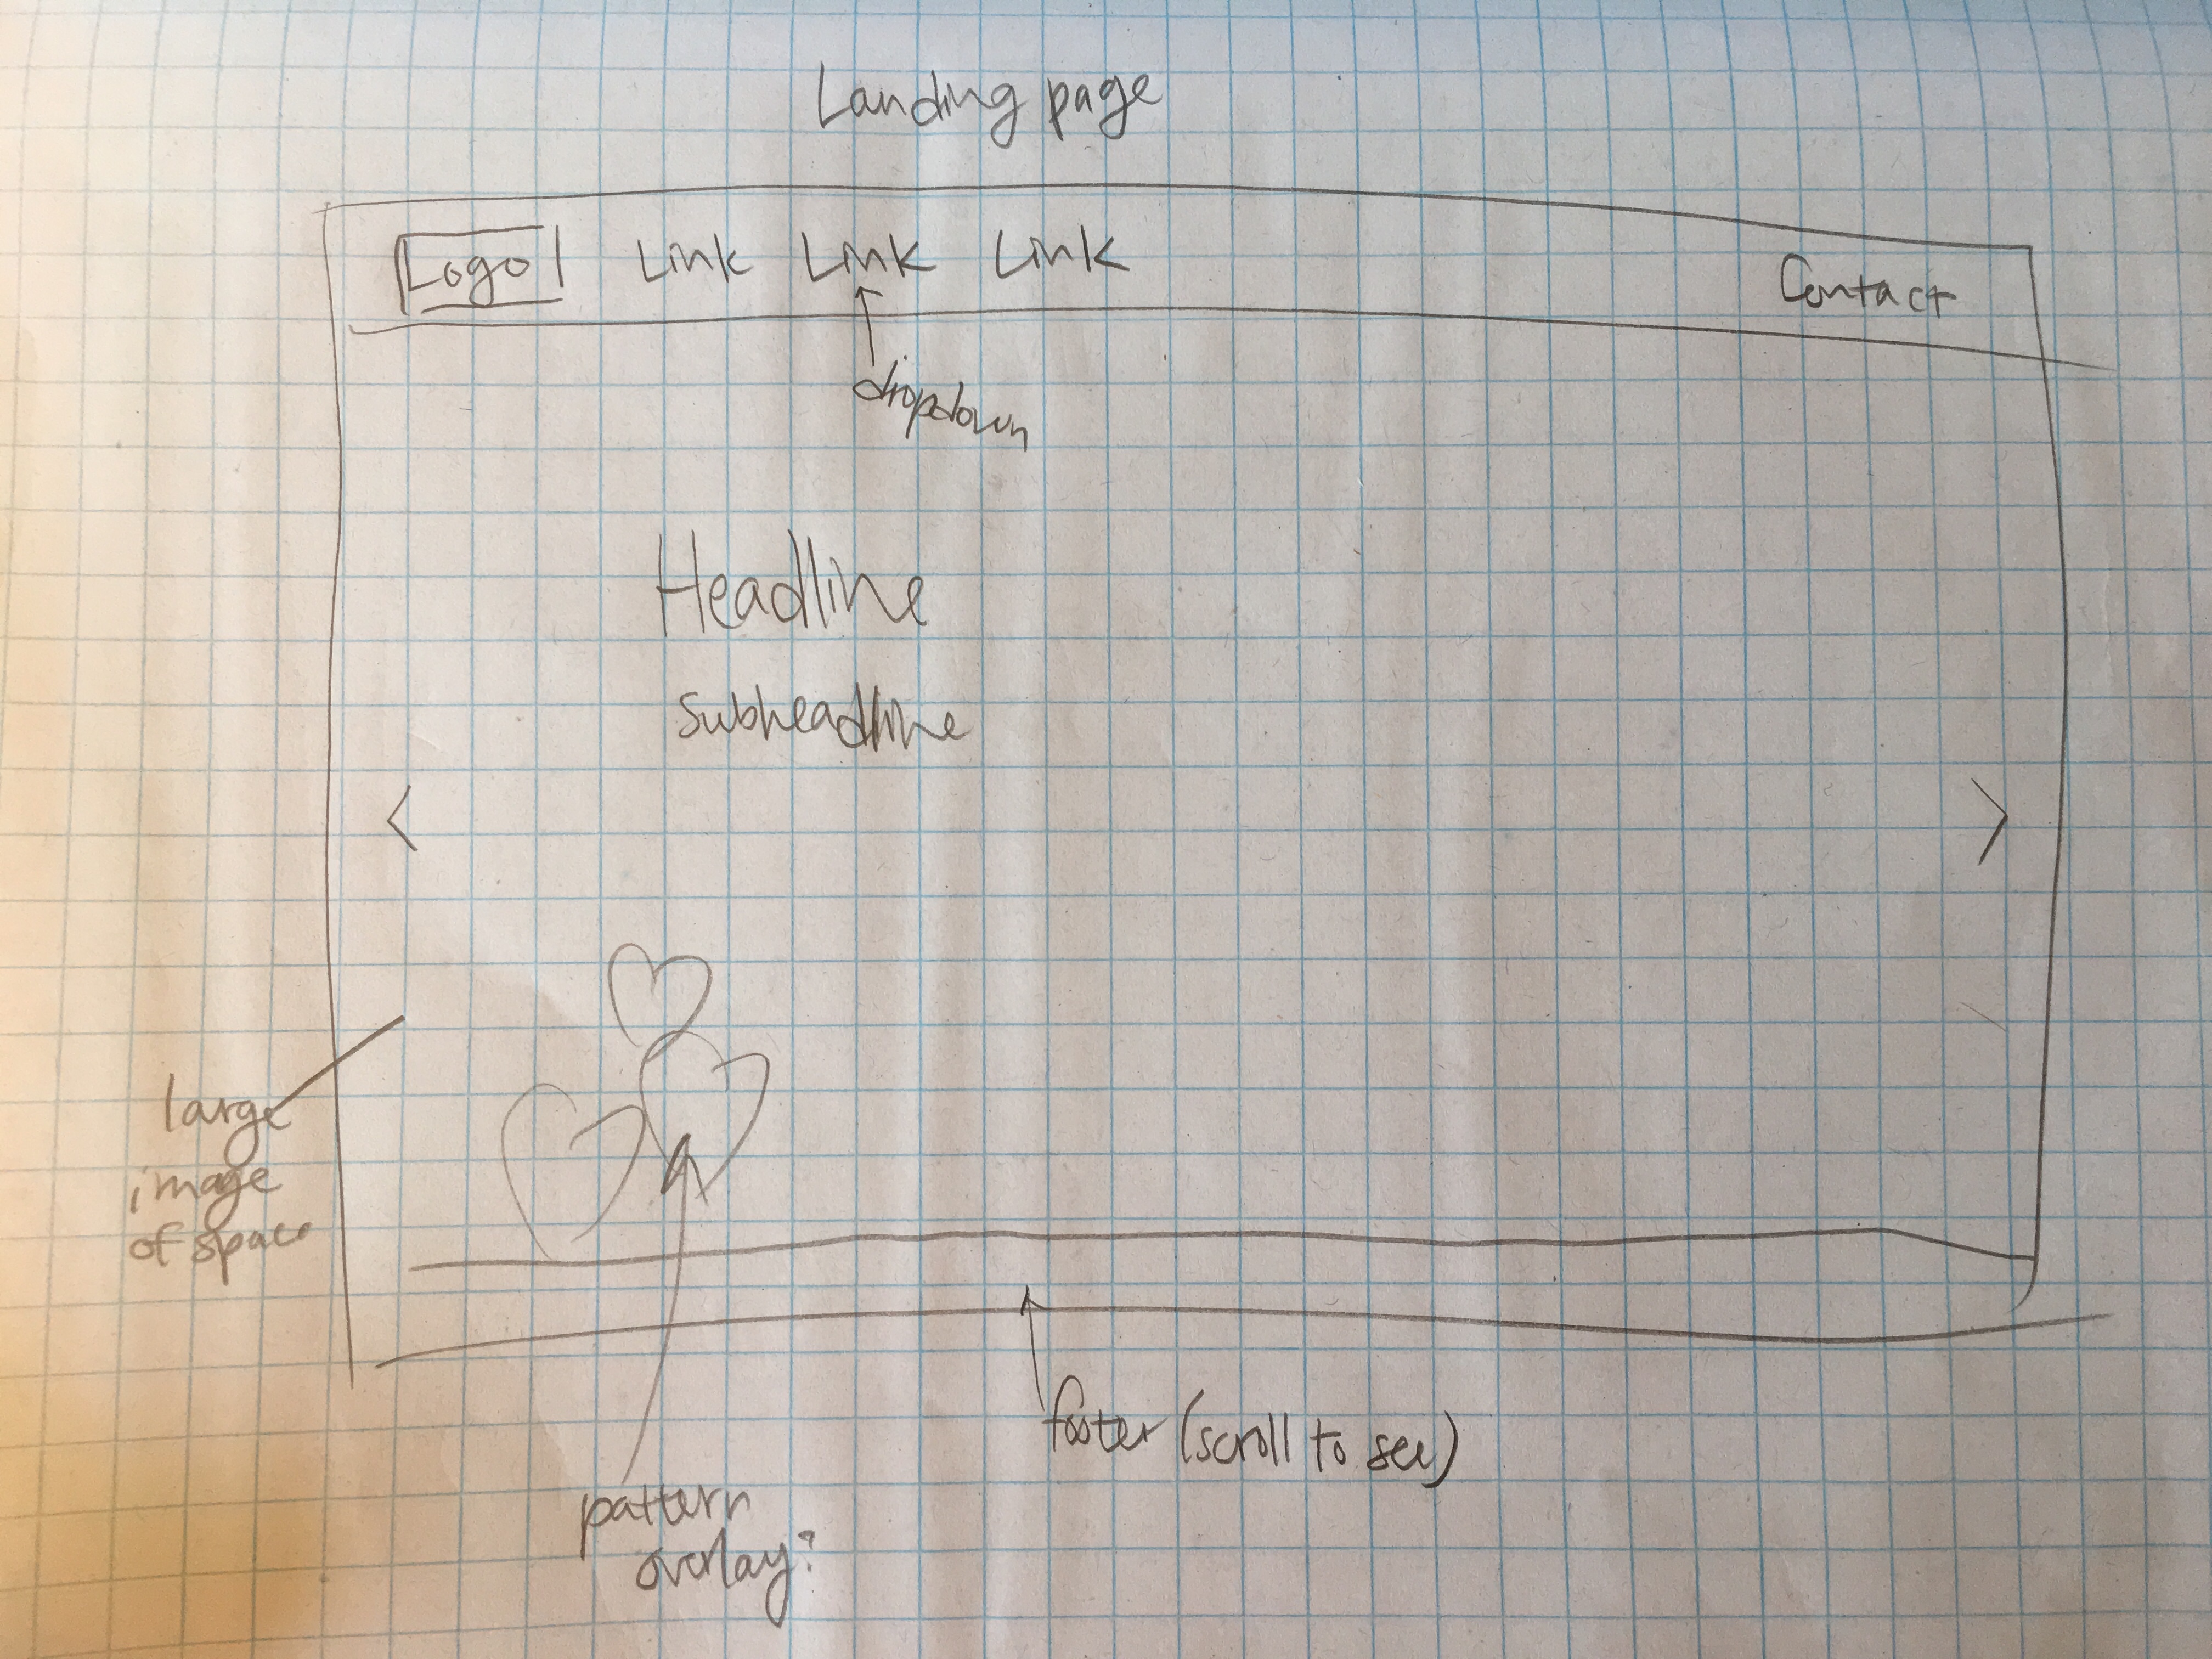 Landing page
Logo Link Link Link Contact
dropdown
Headline
Subheadline
< >
large
image
of space
footer (scroll to see)
pattern
overlay?